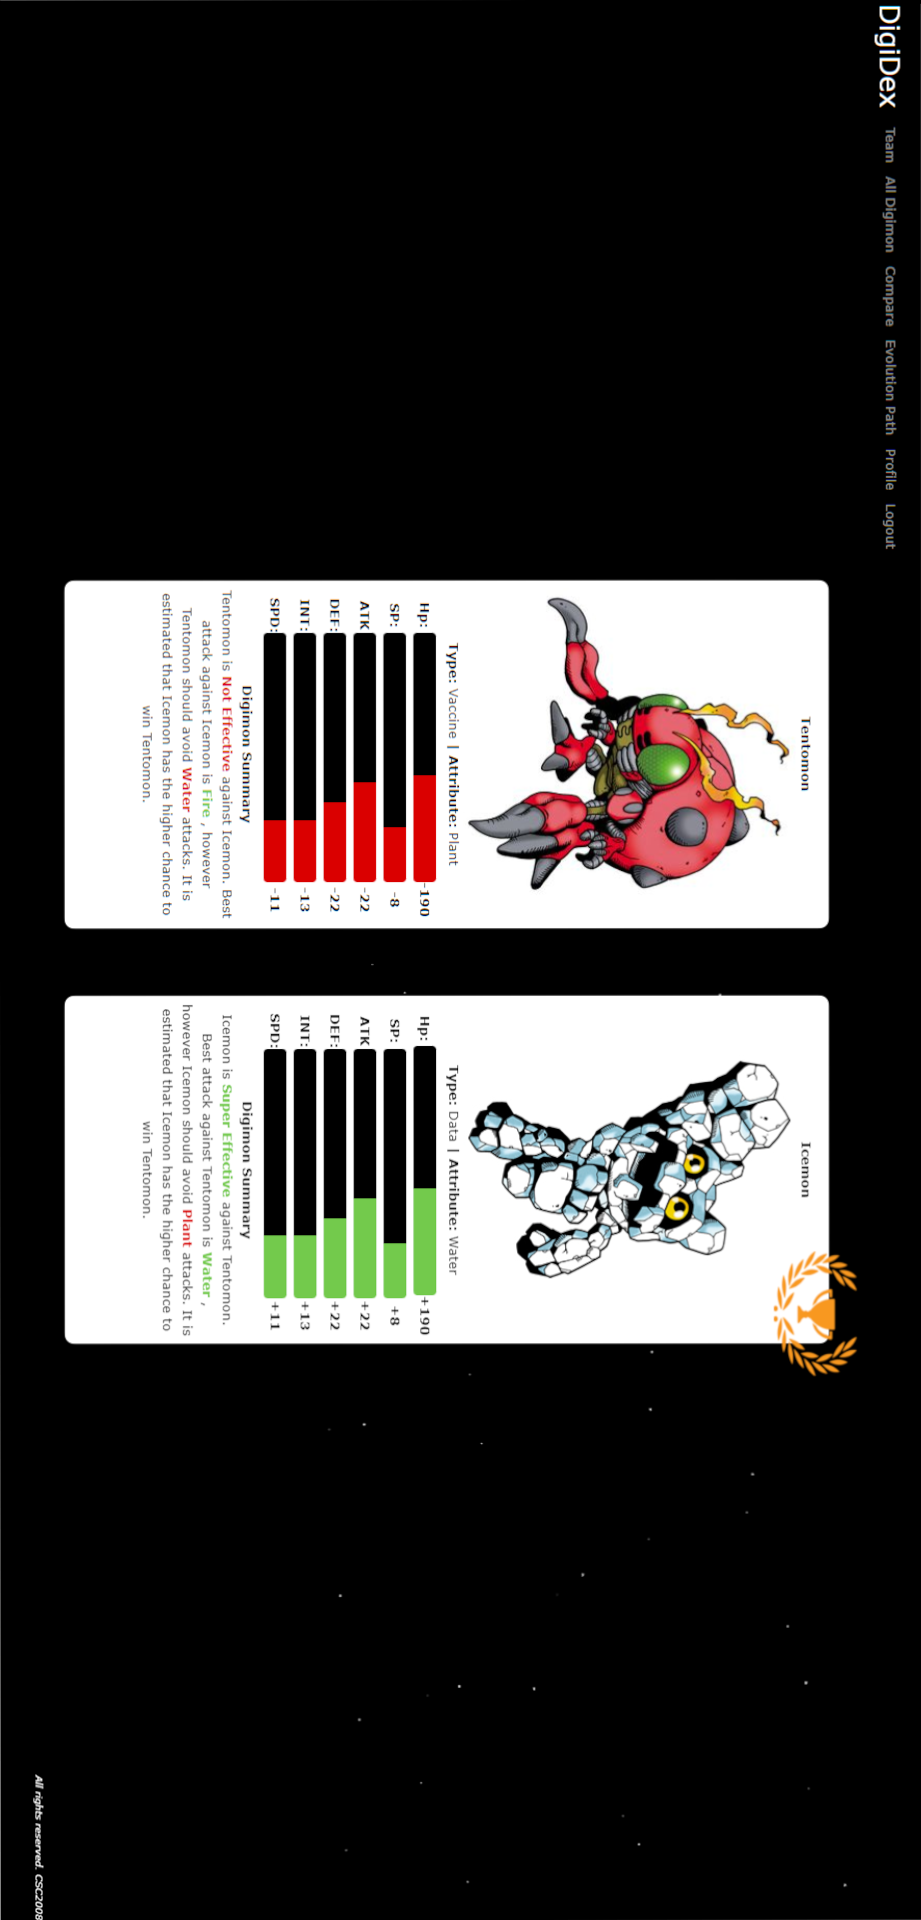 DigiDex Team All Digimon Compare Evolution Path Profile Logout
Tentomon
Type: Vaccine | Attribute: Plant
Hp: -190
SP: -8
ATK -22
DEF: -22
INT: -13
SPD: -11
Digimon Summary
Tentomon is Not Effective against Icemon. Best
attack against Icemon is Fire , however
Tentomon should avoid Water attacks. It is
estimated that Icemon has the higher chance to
win Tentomon.
Icemon
Type: Data | Attribute: Water
Hp: +190
SP: +8
ATK +22
DEF: +22
INT: +13
SPD: +11
Digimon Summary
Icemon is Super Effective against Tentomon.
Best attack against Tentomon is Water ,
however Icemon should avoid Plant attacks. It is
estimated that Icemon has the higher chance to
win Tentomon.
All rights reserved. CSC2008